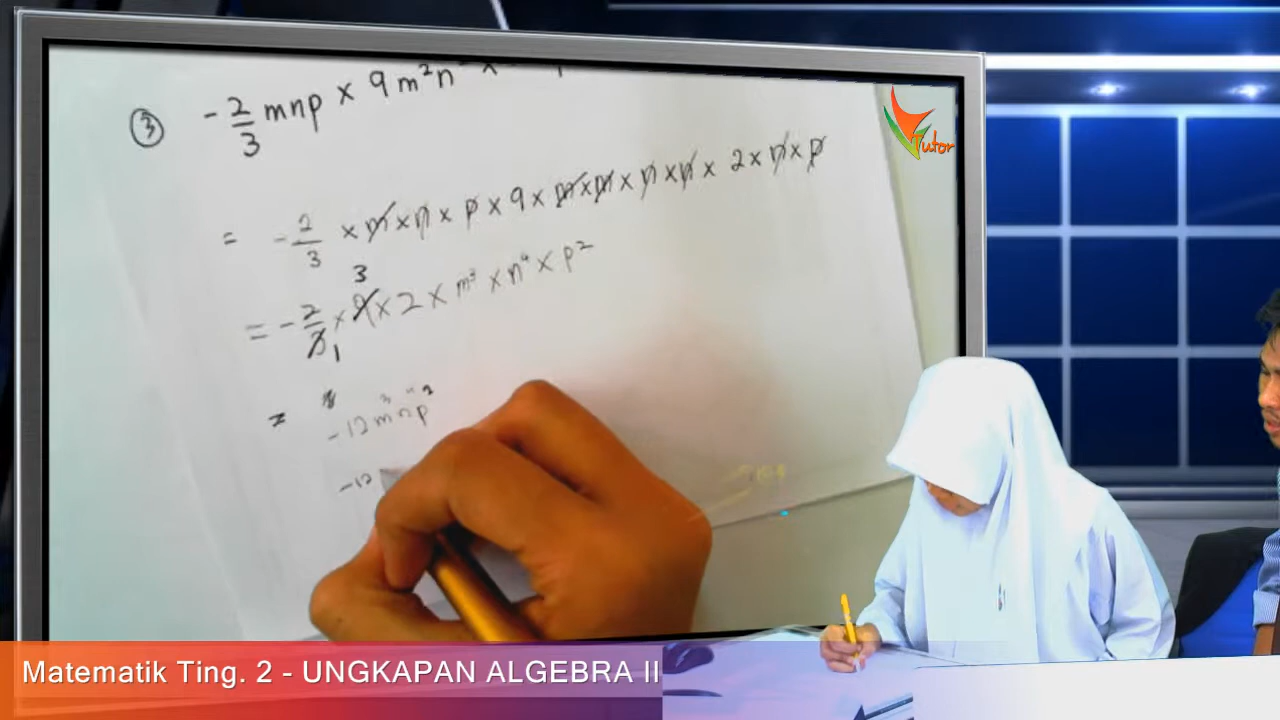 ③ -2/3 mnp × 9m²n
= -2/3 × m × n × p × 9 × m × m × n × n × 2 × n × p
3
= -2/3 × 9 × 2 × m³ × n⁴ × p²
1
= -12m³n⁴p²
-12
Tutor
Matematik Ting. 2 - UNGKAPAN ALGEBRA II